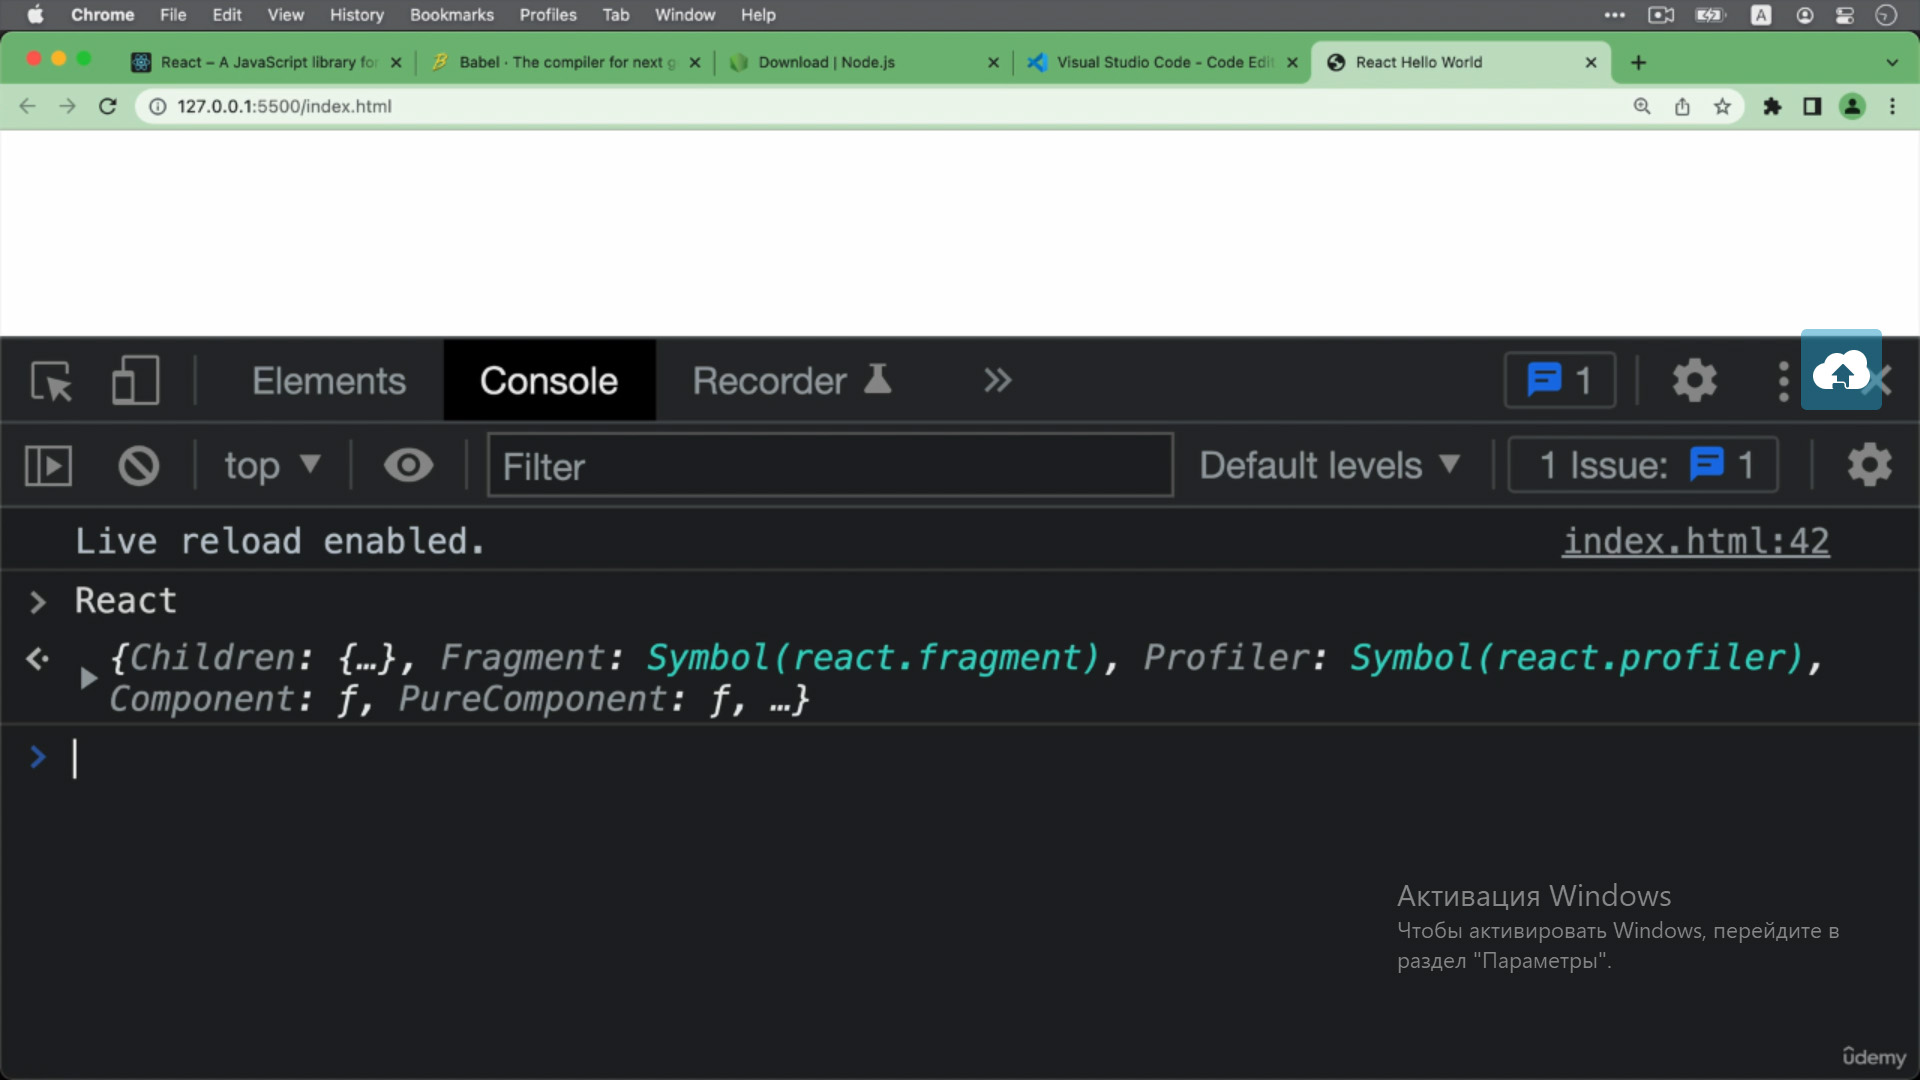 Chrome File Edit View History Bookmarks Profiles Tab Window Help A
React – A JavaScript library for Babel · The compiler for next g Download | Node.js Visual Studio Code - Code Edit React Hello World
127.0.0.1:5500/index.html
Elements Console Recorder 1
top Filter Default levels 1 Issue: 1
Live reload enabled. index.html:42
> React
{Children: {…}, Fragment: Symbol(react.fragment), Profiler: Symbol(react.profiler),
Component: ƒ, PureComponent: ƒ, …}
>
Активация Windows
Чтобы активировать Windows, перейдите в
раздел "Параметры".
ûdemy